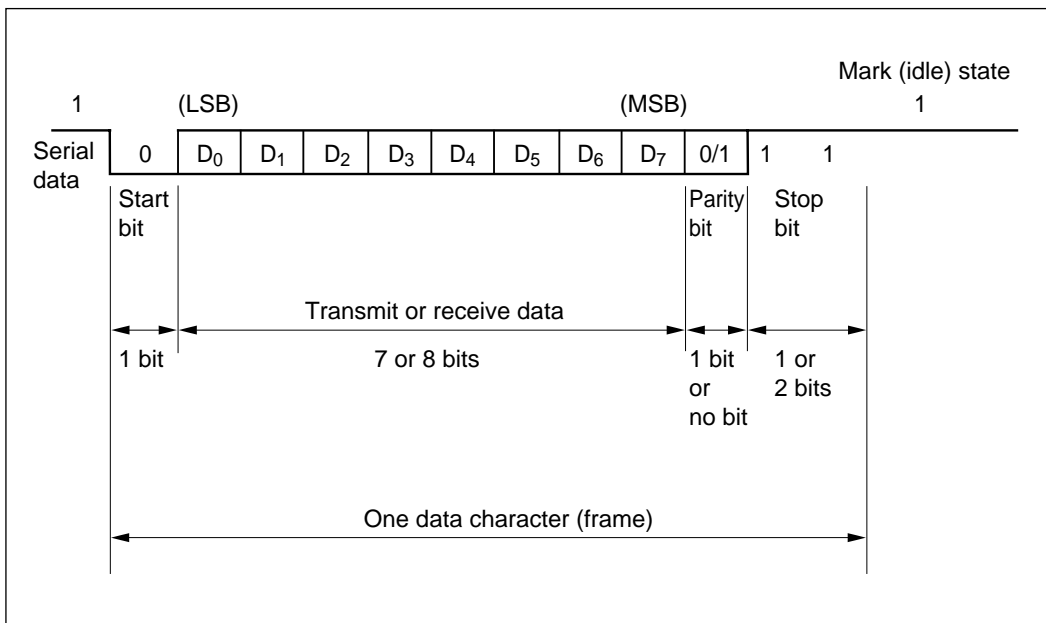 Mark (idle) state
1 (LSB) (MSB) 1
Serial data 0 D0 D1 D2 D3 D4 D5 D6 D7 0/1 1 1
Start bit
Parity bit
Stop bit
Transmit or receive data
1 bit
7 or 8 bits
1 bit or no bit
1 or 2 bits
One data character (frame)